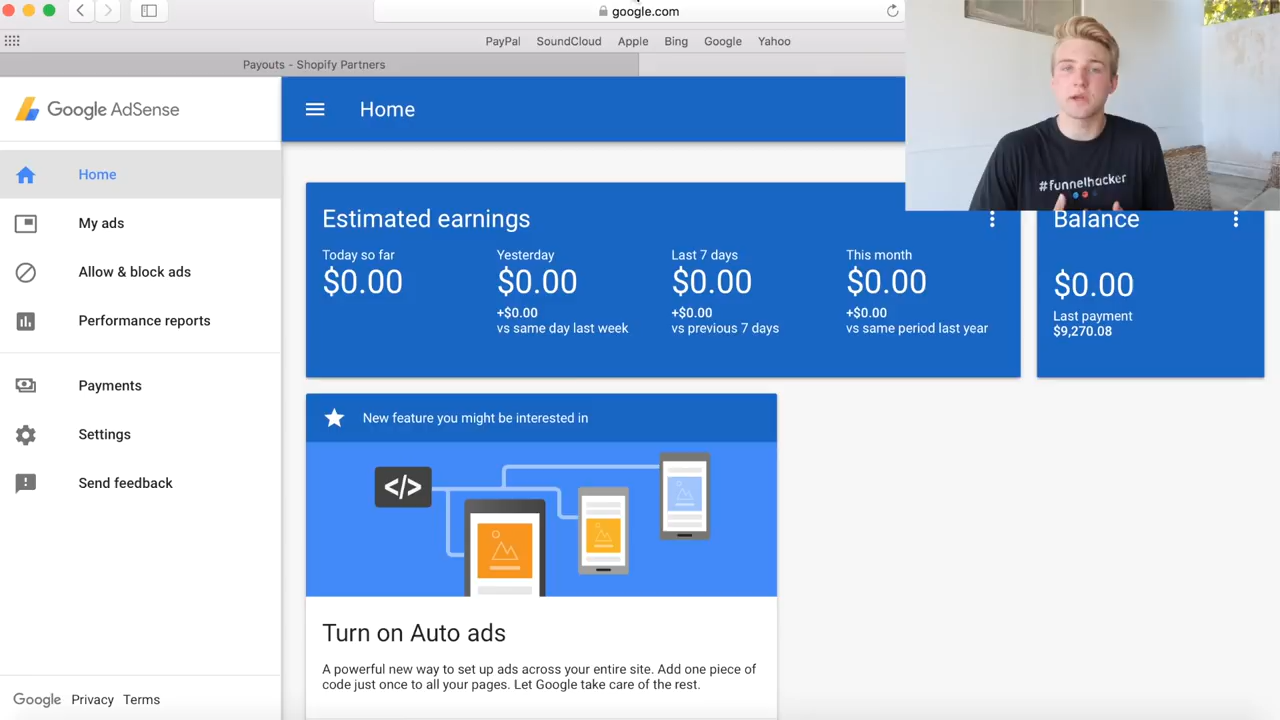 google.com
PayPal SoundCloud Apple Bing Google Yahoo
Payouts - Shopify Partners
Google AdSense
Home
My ads
Allow & block ads
Performance reports
Payments
Settings
Send feedback
Google Privacy Terms
Home
Estimated earnings
Today so far
$0.00
Yesterday
$0.00
+$0.00
vs same day last week
Last 7 days
$0.00
+$0.00
vs previous 7 days
This month
$0.00
+$0.00
vs same period last year
Balance
$0.00
Last payment
$9,270.08
New feature you might be interested in
</>
Turn on Auto ads
A powerful new way to set up ads across your entire site. Add one piece of
code just once to all your pages. Let Google take care of the rest.
#funnelhacker